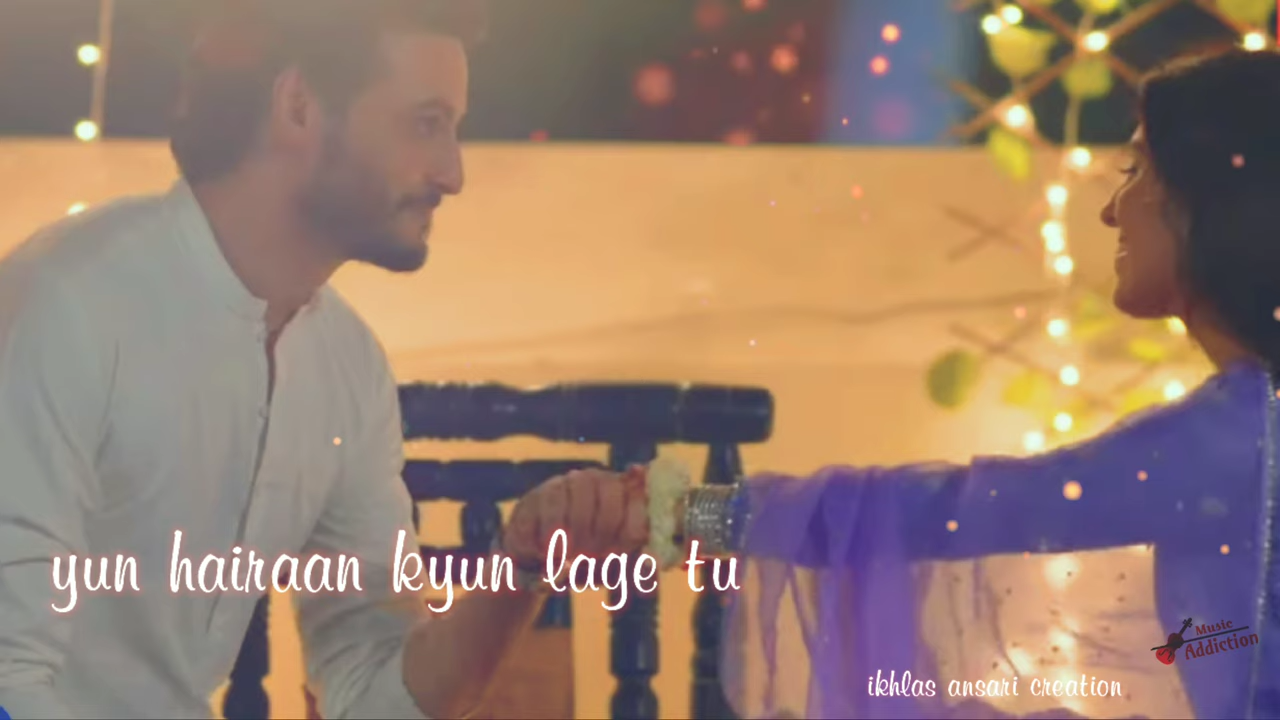 yun hairaan kyun lage tu
Music
Addiction
ikhlas ansari creation